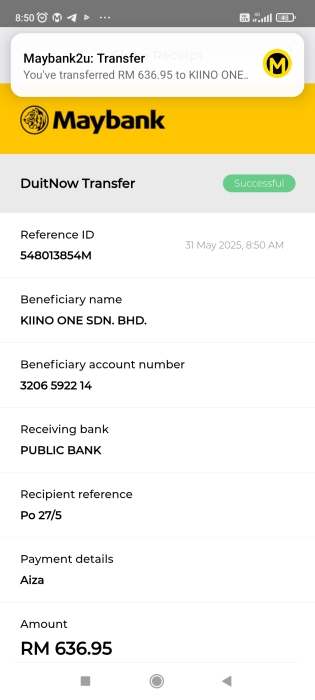 8:50
48
Maybank2u: Transfer
You've transferred RM 636.95 to KIINO ONE..
Maybank
DuitNow Transfer
Successful
Reference ID
31 May 2025, 8:50 AM
548013854M
Beneficiary name
KIINO ONE SDN. BHD.
Beneficiary account number
3206 5922 14
Receiving bank
PUBLIC BANK
Recipient reference
Po 27/5
Payment details
Aiza
Amount
RM 636.95